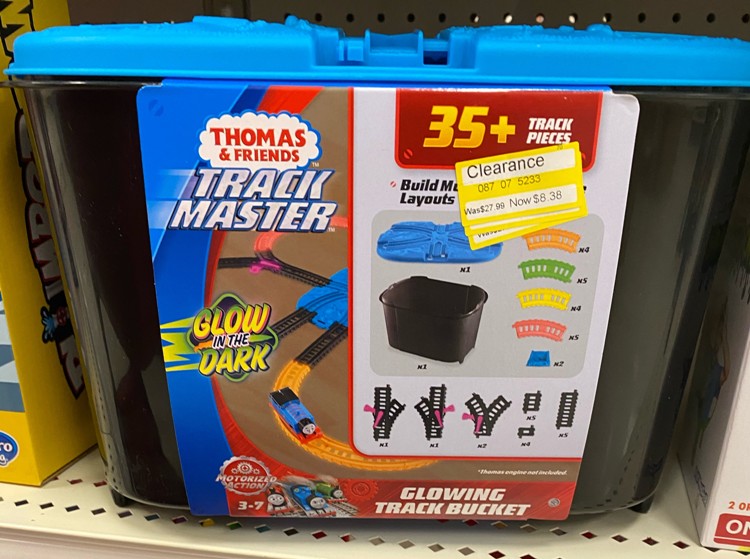 THOMAS
& FRIENDS™
TRACK
MASTER™
GLOW
IN THE
DARK
MOTORIZED
ACTION
3-7
35+ TRACK
PIECES
Build
Layouts
Clearance
087 07 5233
Was$27.99 Now $8.38
x1
x4
x5
x4
x5
x2
x1
x1
x1
x2
x5
x4
x5
*Thomas engine not included.
GLOWING
TRACK BUCKET